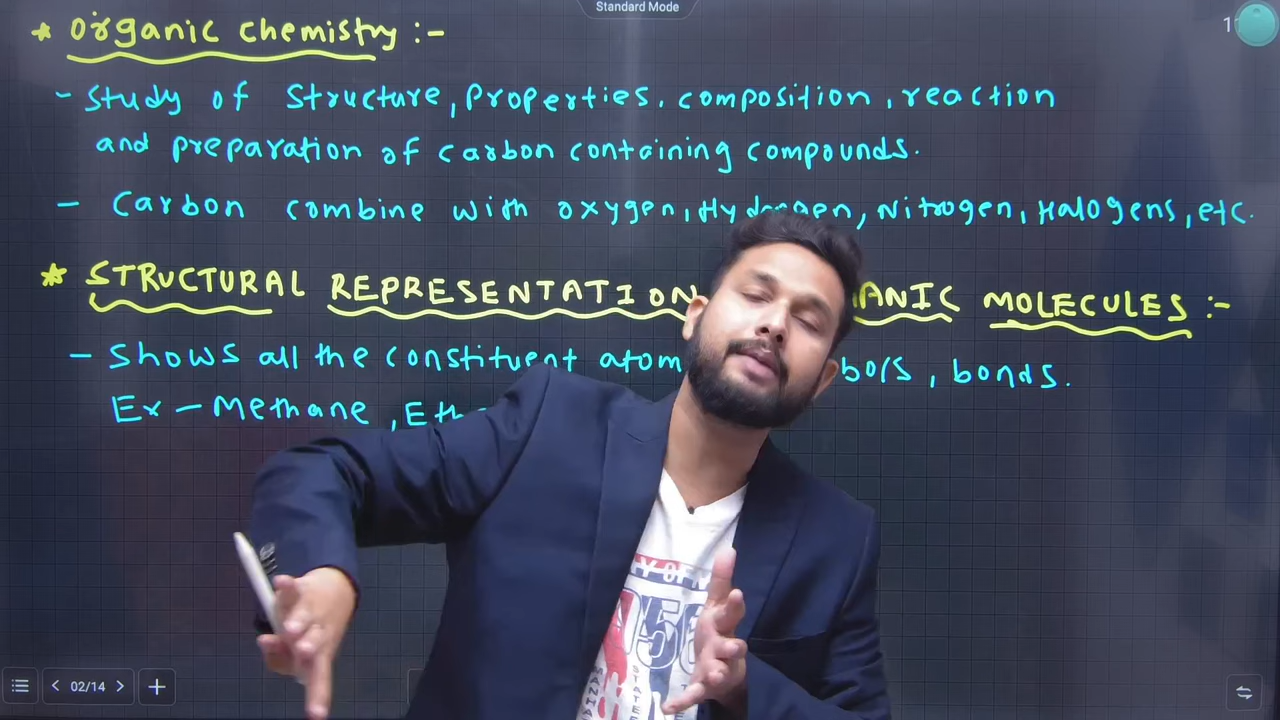 Standard Mode
* Organic chemistry :-
- Study of Structure, Properties, composition, reaction
and preparation of carbon containing compounds.
- Carbon combine with oxygen, Hydrogen, Nitrogen, Halogens, etc.
* STRUCTURAL REPRESENTATION MOLECULES :-
- Shows all the constituent atom , bonds.
Ex - Methane,
02/14